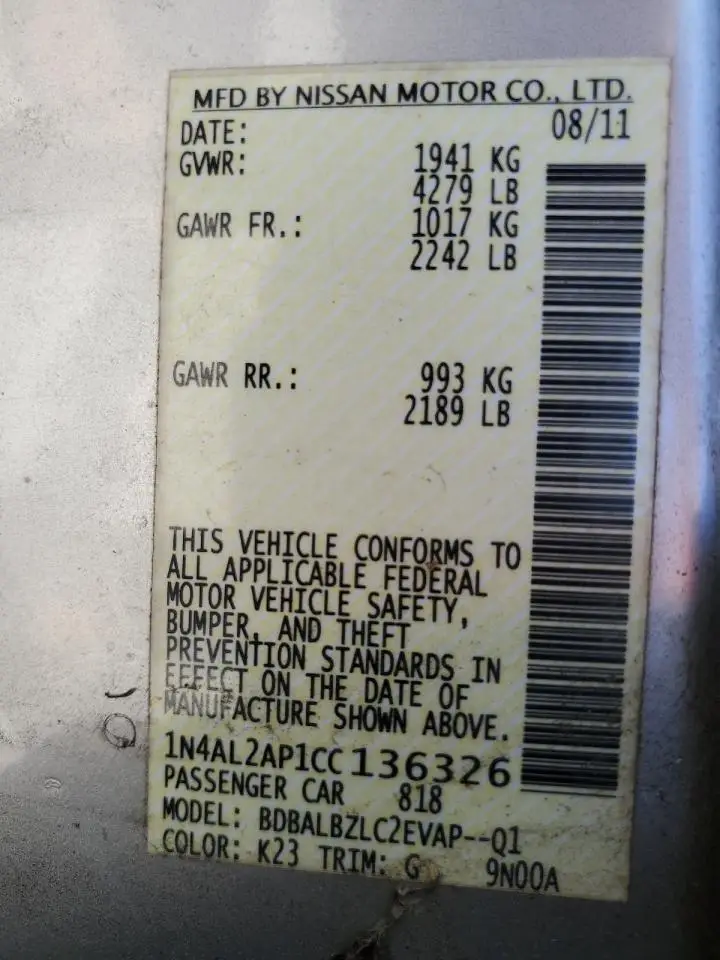 MFD BY NISSAN MOTOR CO., LTD.
DATE: 08/11
GVWR: 1941 KG
4279 LB
GAWR FR.: 1017 KG
2242 LB
GAWR RR.: 993 KG
2189 LB
THIS VEHICLE CONFORMS TO
ALL APPLICABLE FEDERAL
MOTOR VEHICLE SAFETY,
BUMPER, AND THEFT
PREVENTION STANDARDS IN
EFFECT ON THE DATE OF
MANUFACTURE SHOWN ABOVE.
1N4AL2AP1CC136326
PASSENGER CAR 818
MODEL: BDBALBZLC2EVAP--Q1
COLOR: K23 TRIM: G 9N00A